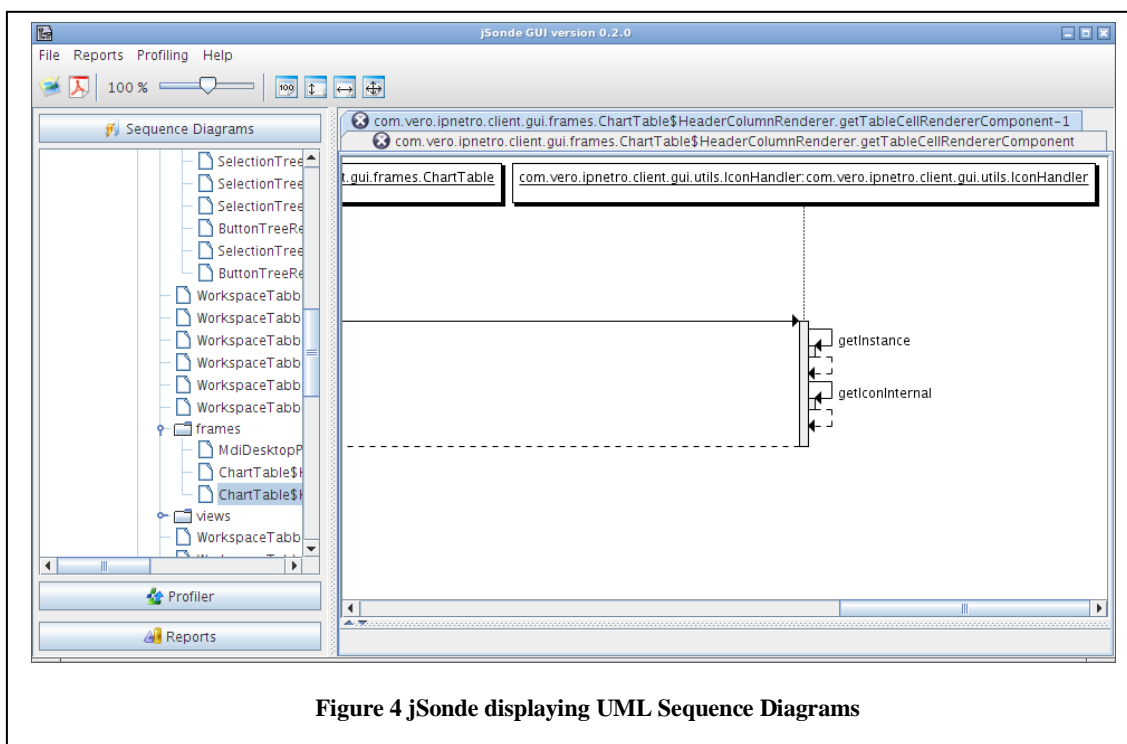 jSonde GUI version 0.2.0
File Reports Profiling Help
100 %
100
Sequence Diagrams
SelectionTree
SelectionTree
SelectionTree
ButtonTreeRe
SelectionTree
ButtonTreeRe
WorkspaceTabb
WorkspaceTabb
WorkspaceTabb
WorkspaceTabb
WorkspaceTabb
WorkspaceTabb
frames
MdiDesktopP
ChartTable$H
ChartTable$H
views
WorkspaceTabb
Profiler
Reports
com.vero.ipnetro.client.gui.frames.ChartTable$HeaderColumnRenderer.getTableCellRendererComponent-1
com.vero.ipnetro.client.gui.frames.ChartTable$HeaderColumnRenderer.getTableCellRendererComponent
t.gui.frames.ChartTable
com.vero.ipnetro.client.gui.utils.IconHandler:com.vero.ipnetro.client.gui.utils.IconHandler
getInstance
getIconInternal
Figure 4 jSonde displaying UML Sequence Diagrams